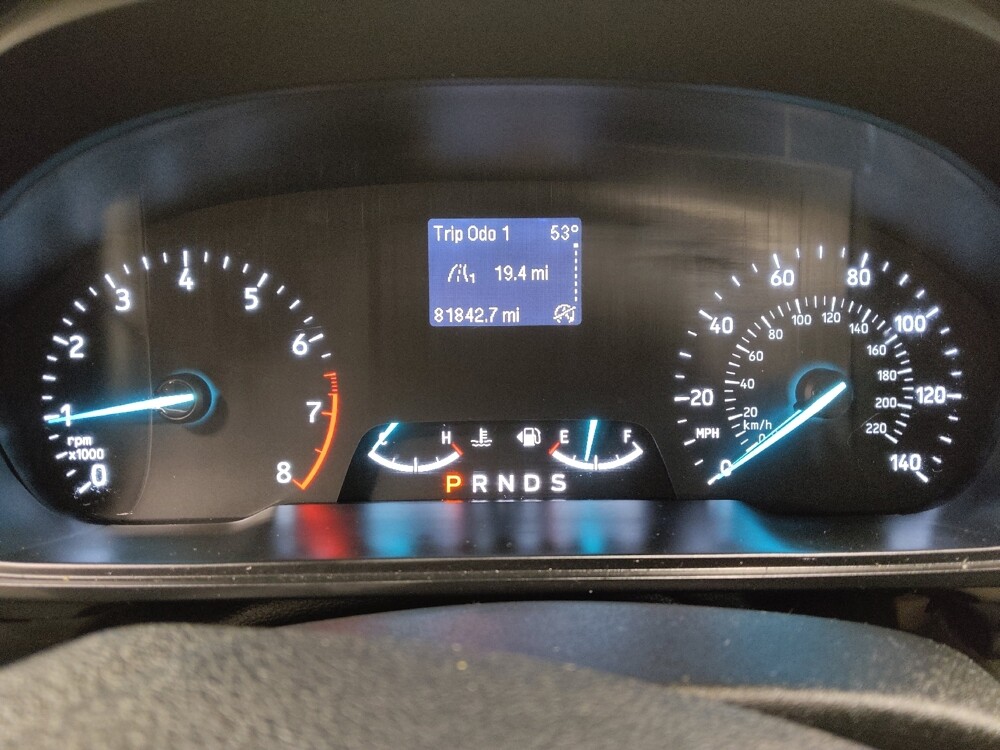 Trip Odo 1 53°
1 19.4 mi
81842.7 mi
0 1 2 3 4 5 6 7 8
rpm
x1000
C H
E F
P R N D S
0 20 40 60 80 100 120 140
MPH
0 20 40 60 80 100 120 140 160 180 200 220
km/h